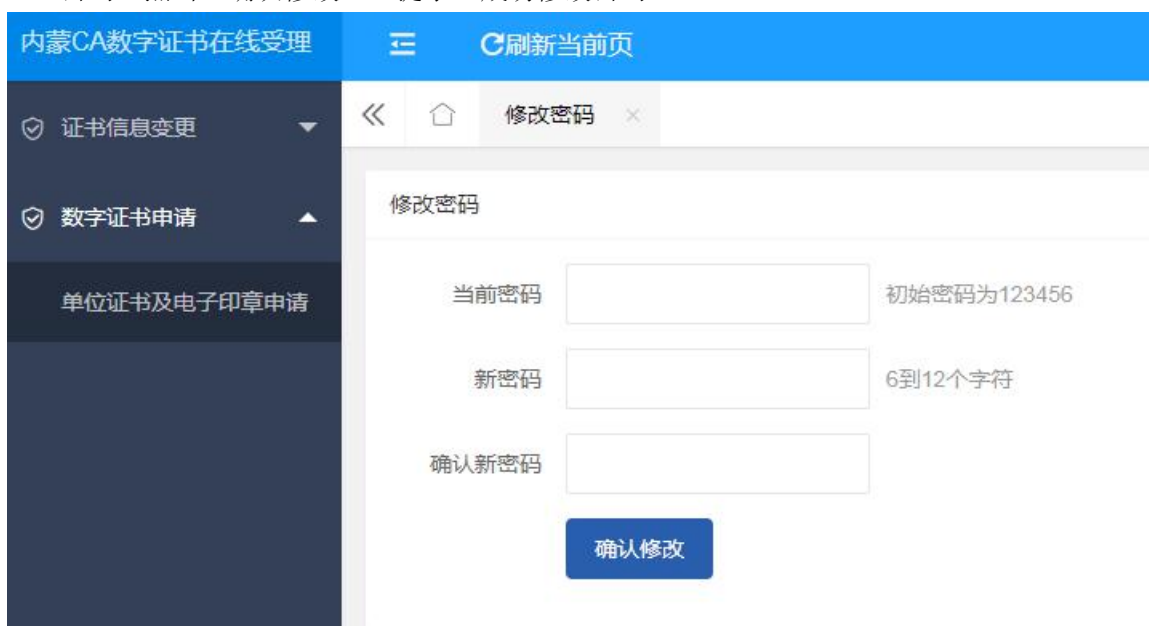 内蒙CA数字证书在线受理
刷新当前页
证书信息变更
修改密码
数字证书申请
修改密码
单位证书及电子印章申请
当前密码 初始密码为123456
新密码 6到12个字符
确认新密码
确认修改